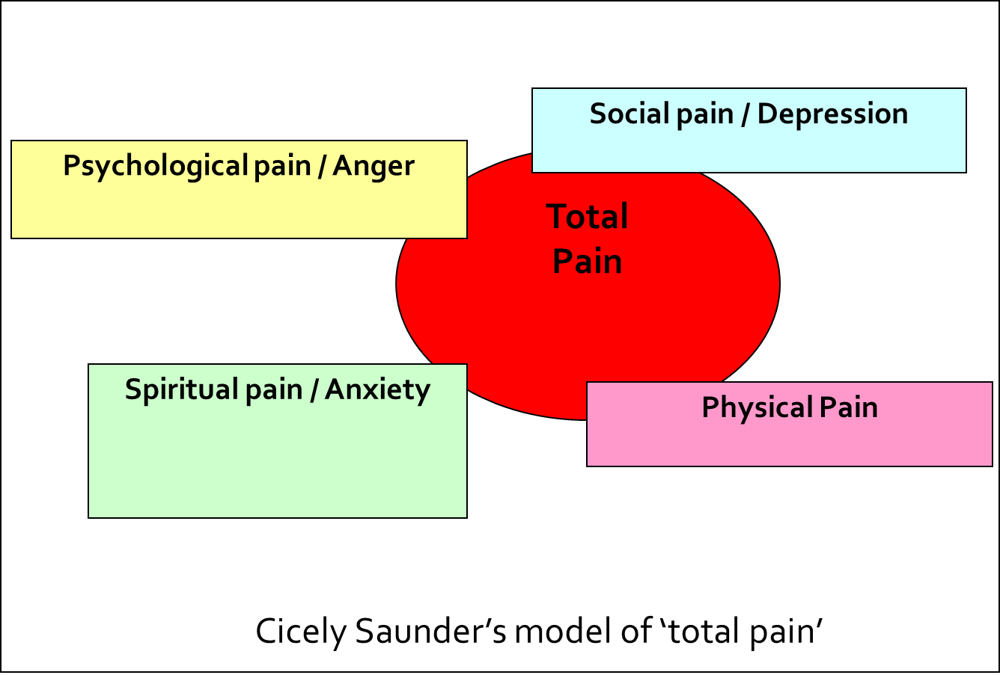 Social pain / Depression
Psychological pain / Anger
Total
Pain
Spiritual pain / Anxiety
Physical Pain
Cicely Saunder’s model of ‘total pain’